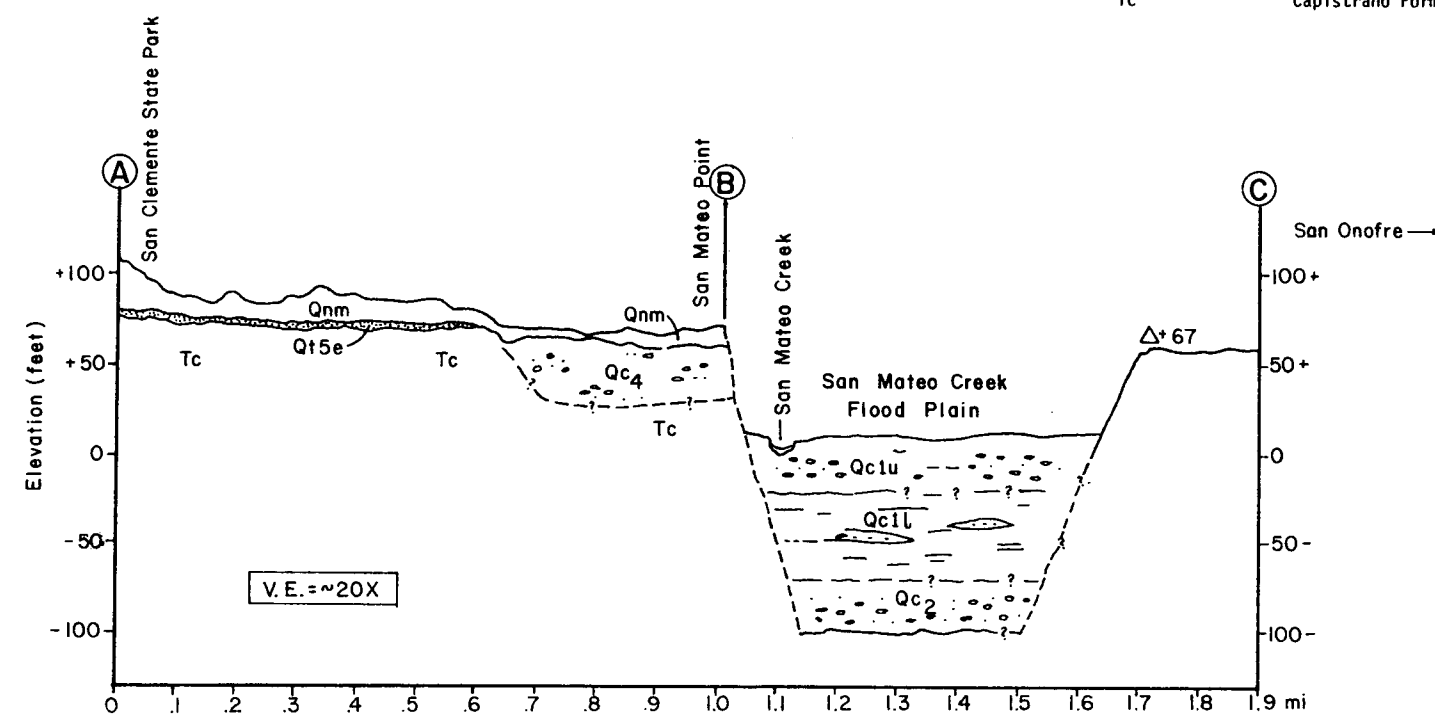 Tc
San Clemente State Park
San Mateo Point
A
B
C
San Onofre
San Mateo Creek
+100
100+
Qnm
Qnm
Elevation (feet)
Qt5e
△+67
+50
50+
Tc
Tc
Qc4
San Mateo Creek
Flood Plain
?
?
?
Tc
0
0
Qc1u
?
? ? ?
Qc1l
-50
50-
?
? ?
V.E.=~20X
Qc2
-100
100-
?
0 .1 .2 .3 .4 .5 .6 .7 .8 .9 1.0 1.1 1.2 1.3 1.4 1.5 1.6 1.7 1.8 1.9 mi